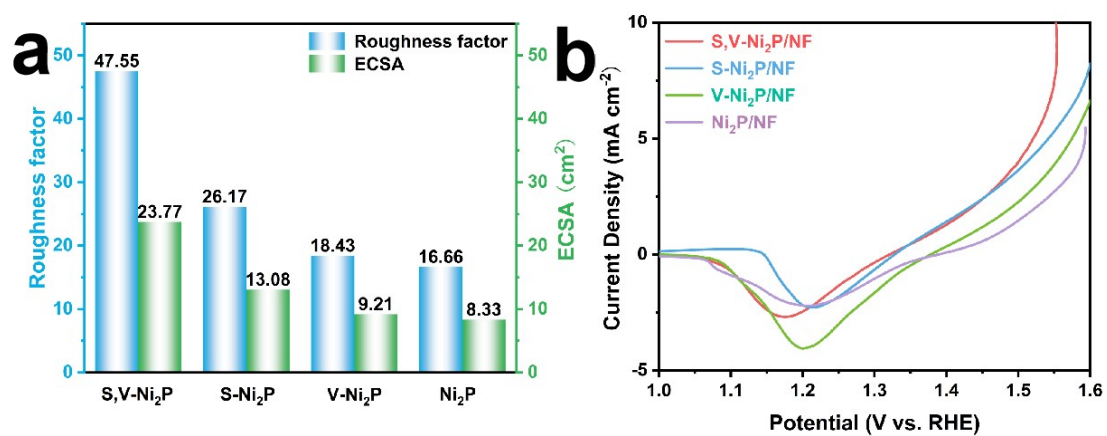 a
Roughness factor
ECSA
50
40
30
20
10
0
Roughness factor
47.55
23.77
26.17
13.08
18.43
9.21
16.66
8.33
50
40
30
20
10
0
ECSA (cm²)
S,V-Ni₂P
S-Ni₂P
V-Ni₂P
Ni₂P
b
S,V-Ni₂P/NF
S-Ni₂P/NF
V-Ni₂P/NF
Ni₂P/NF
10
5
0
-5
Current Density (mA cm⁻²)
1.0
1.1
1.2
1.3
1.4
1.5
1.6
Potential (V vs. RHE)